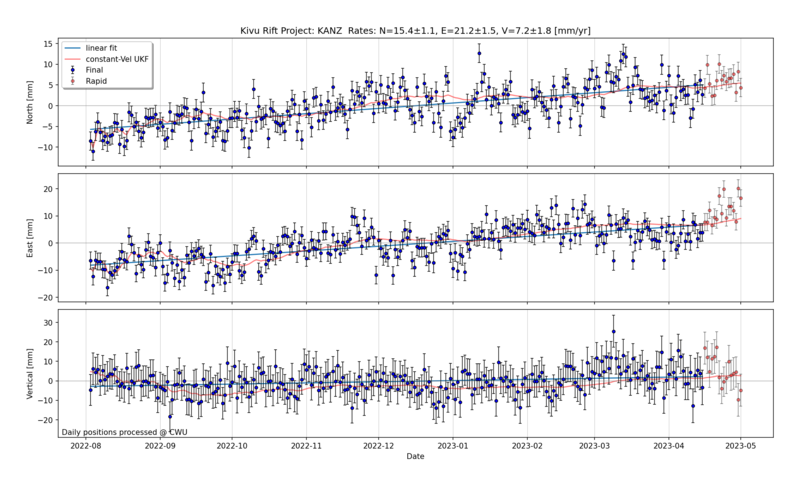 Kivu Rift Project: KANZ Rates: N=15.4±1.1, E=21.2±1.5, V=7.2±1.8 [mm/yr]
linear fit
constant-Vel UKF
Final
Rapid
North [mm]
15
10
5
0
−5
−10
East [mm]
20
10
0
−10
−20
Vertical [mm]
30
20
10
0
−10
−20
Daily positions processed @ CWU
2022-08
2022-09
2022-10
2022-11
2022-12
2023-01
2023-02
2023-03
2023-04
2023-05
Date